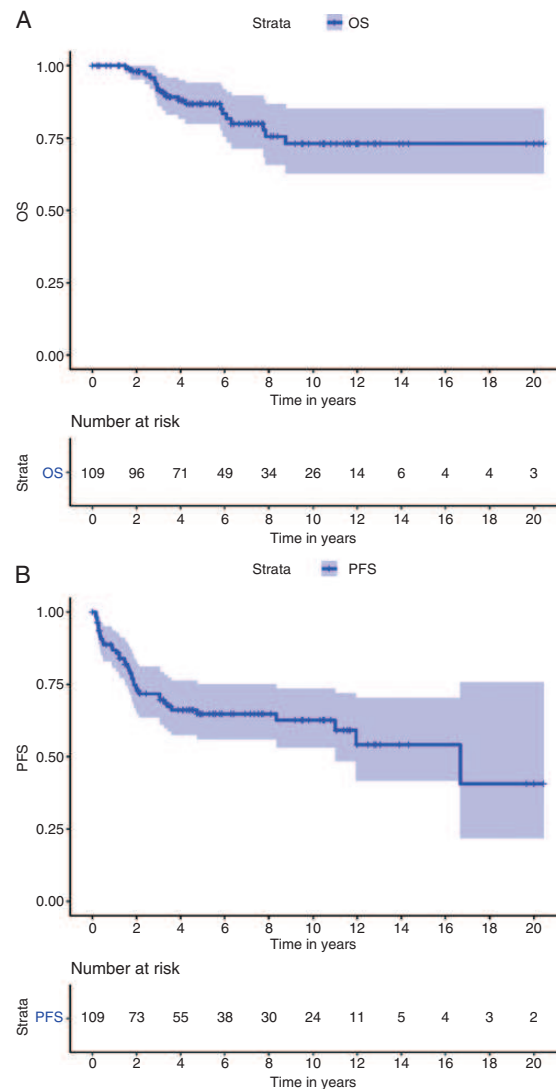 A
Strata OS
1.00
0.75
0.50
0.25
0.00
OS
0 2 4 6 8 10 12 14 16 18 20
Time in years
Number at risk
Strata
OS 109 96 71 49 34 26 14 6 4 4 3
0 2 4 6 8 10 12 14 16 18 20
Time in years
B
Strata PFS
1.00
0.75
0.50
0.25
0.00
PFS
0 2 4 6 8 10 12 14 16 18 20
Time in years
Number at risk
Strata
PFS 109 73 55 38 30 24 11 5 4 3 2
0 2 4 6 8 10 12 14 16 18 20
Time in years